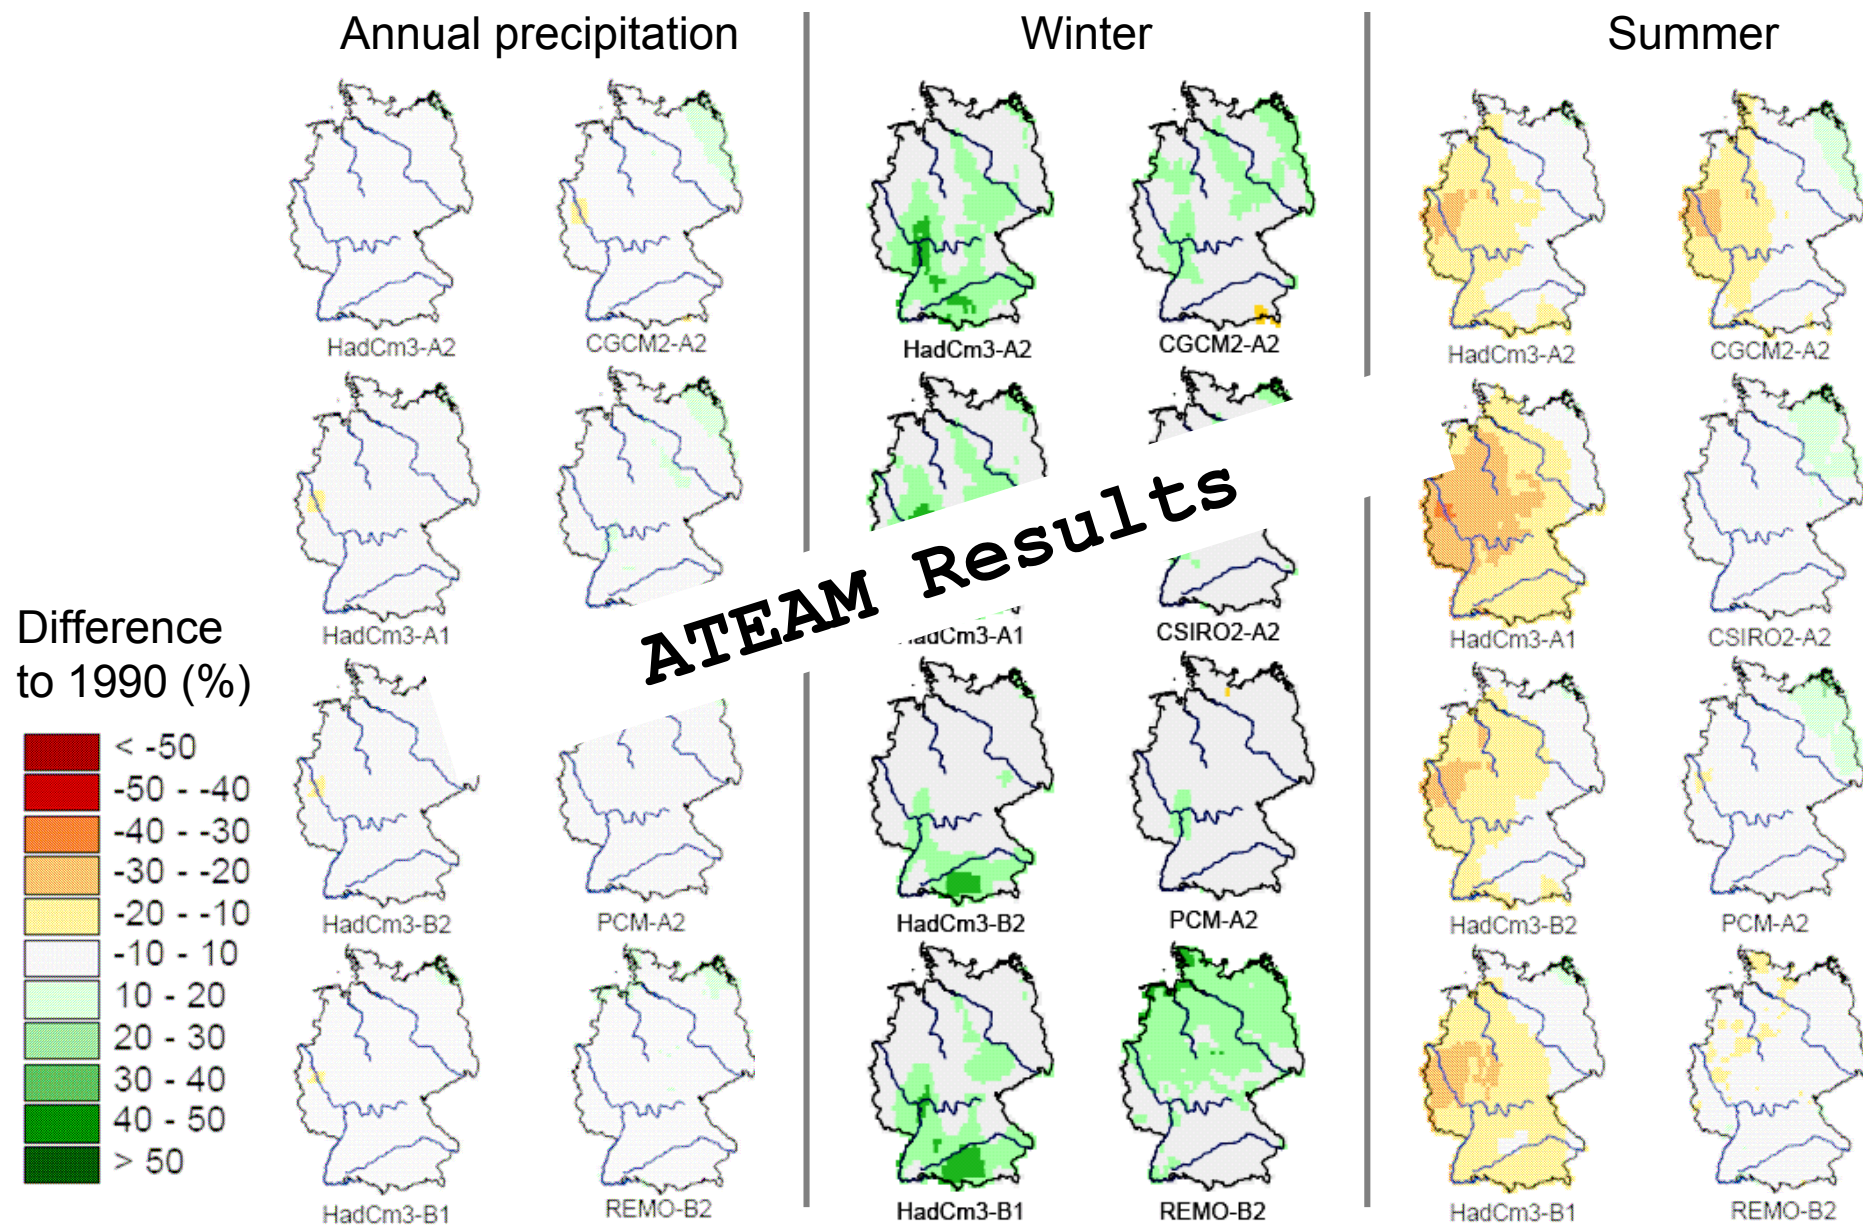 Annual precipitation
Winter
Summer
HadCm3-A2
CGCM2-A2
HadCm3-A2
CGCM2-A2
HadCm3-A2
CGCM2-A2
HadCm3-A1
HadCm3-A1
CSIRO2-A2
HadCm3-A1
CSIRO2-A2
ATEAM Results
Difference
to 1990 (%)
< -50
-50 - -40
-40 - -30
-30 - -20
-20 - -10
-10 - 10
10 - 20
20 - 30
30 - 40
40 - 50
> 50
HadCm3-B2
PCM-A2
HadCm3-B2
PCM-A2
HadCm3-B2
PCM-A2
HadCm3-B1
REMO-B2
HadCm3-B1
REMO-B2
HadCm3-B1
REMO-B2